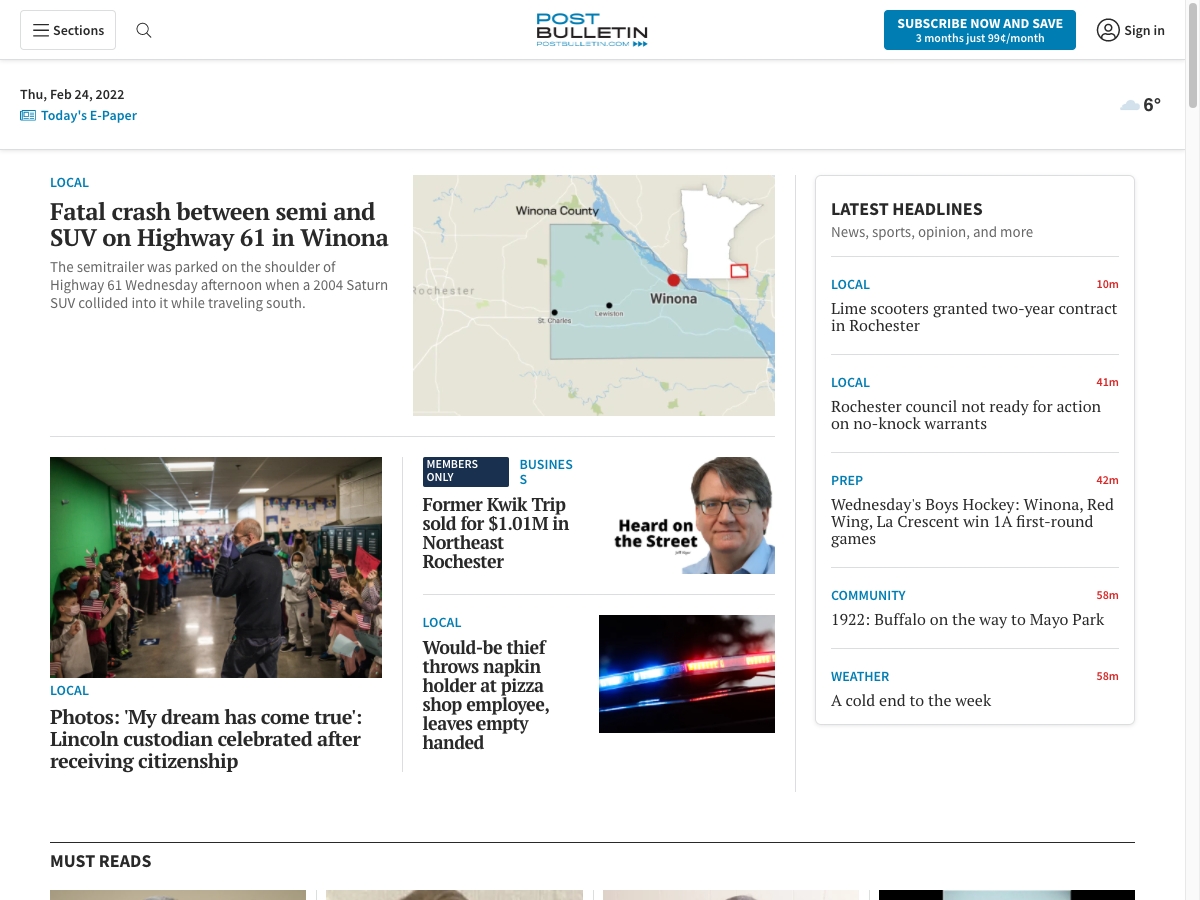 Sections
POST
BULLETIN
POSTBULLETIN.COM
SUBSCRIBE NOW AND SAVE
3 months just 99¢/month
Sign in
Thu, Feb 24, 2022
Today's E-Paper
6°
LOCAL
Fatal crash between semi and
SUV on Highway 61 in Winona
The semitrailer was parked on the shoulder of
Highway 61 Wednesday afternoon when a 2004 Saturn
SUV collided into it while traveling south.
Winona County
Rochester
Winona
St. Charles
Lewiston
LOCAL
Photos: 'My dream has come true':
Lincoln custodian celebrated after
receiving citizenship
MEMBERS
ONLY
BUSINES
S
Former Kwik Trip
sold for $1.01M in
Northeast
Rochester
Heard on
the Street
LOCAL
Would-be thief
throws napkin
holder at pizza
shop employee,
leaves empty
handed
LATEST HEADLINES
News, sports, opinion, and more
LOCAL 10m
Lime scooters granted two-year contract
in Rochester
LOCAL 41m
Rochester council not ready for action
on no-knock warrants
PREP 42m
Wednesday's Boys Hockey: Winona, Red
Wing, La Crescent win 1A first-round
games
COMMUNITY 58m
1922: Buffalo on the way to Mayo Park
WEATHER 58m
A cold end to the week
MUST READS